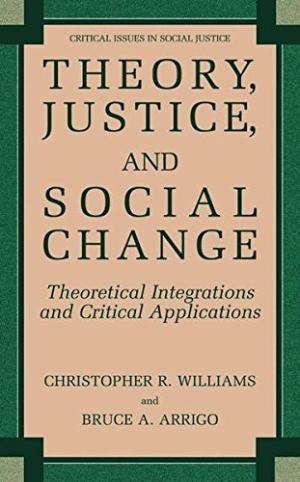 CRITICAL ISSUES IN SOCIAL JUSTICE
THEORY,
JUSTICE,
AND
SOCIAL
CHANGE
Theoretical Integrations
and Critical Applications
CHRISTOPHER R. WILLIAMS
and
BRUCE A. ARRIGO